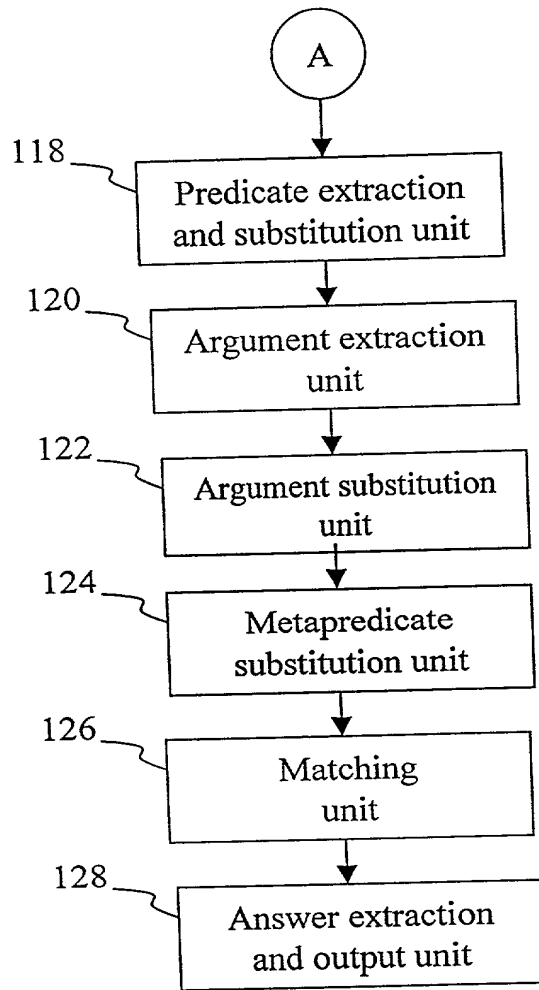 A
118
Predicate extraction
and substitution unit
120
Argument extraction
unit
122
Argument substitution
unit
124
Metapredicate
substitution unit
126
Matching
unit
128
Answer extraction
and output unit